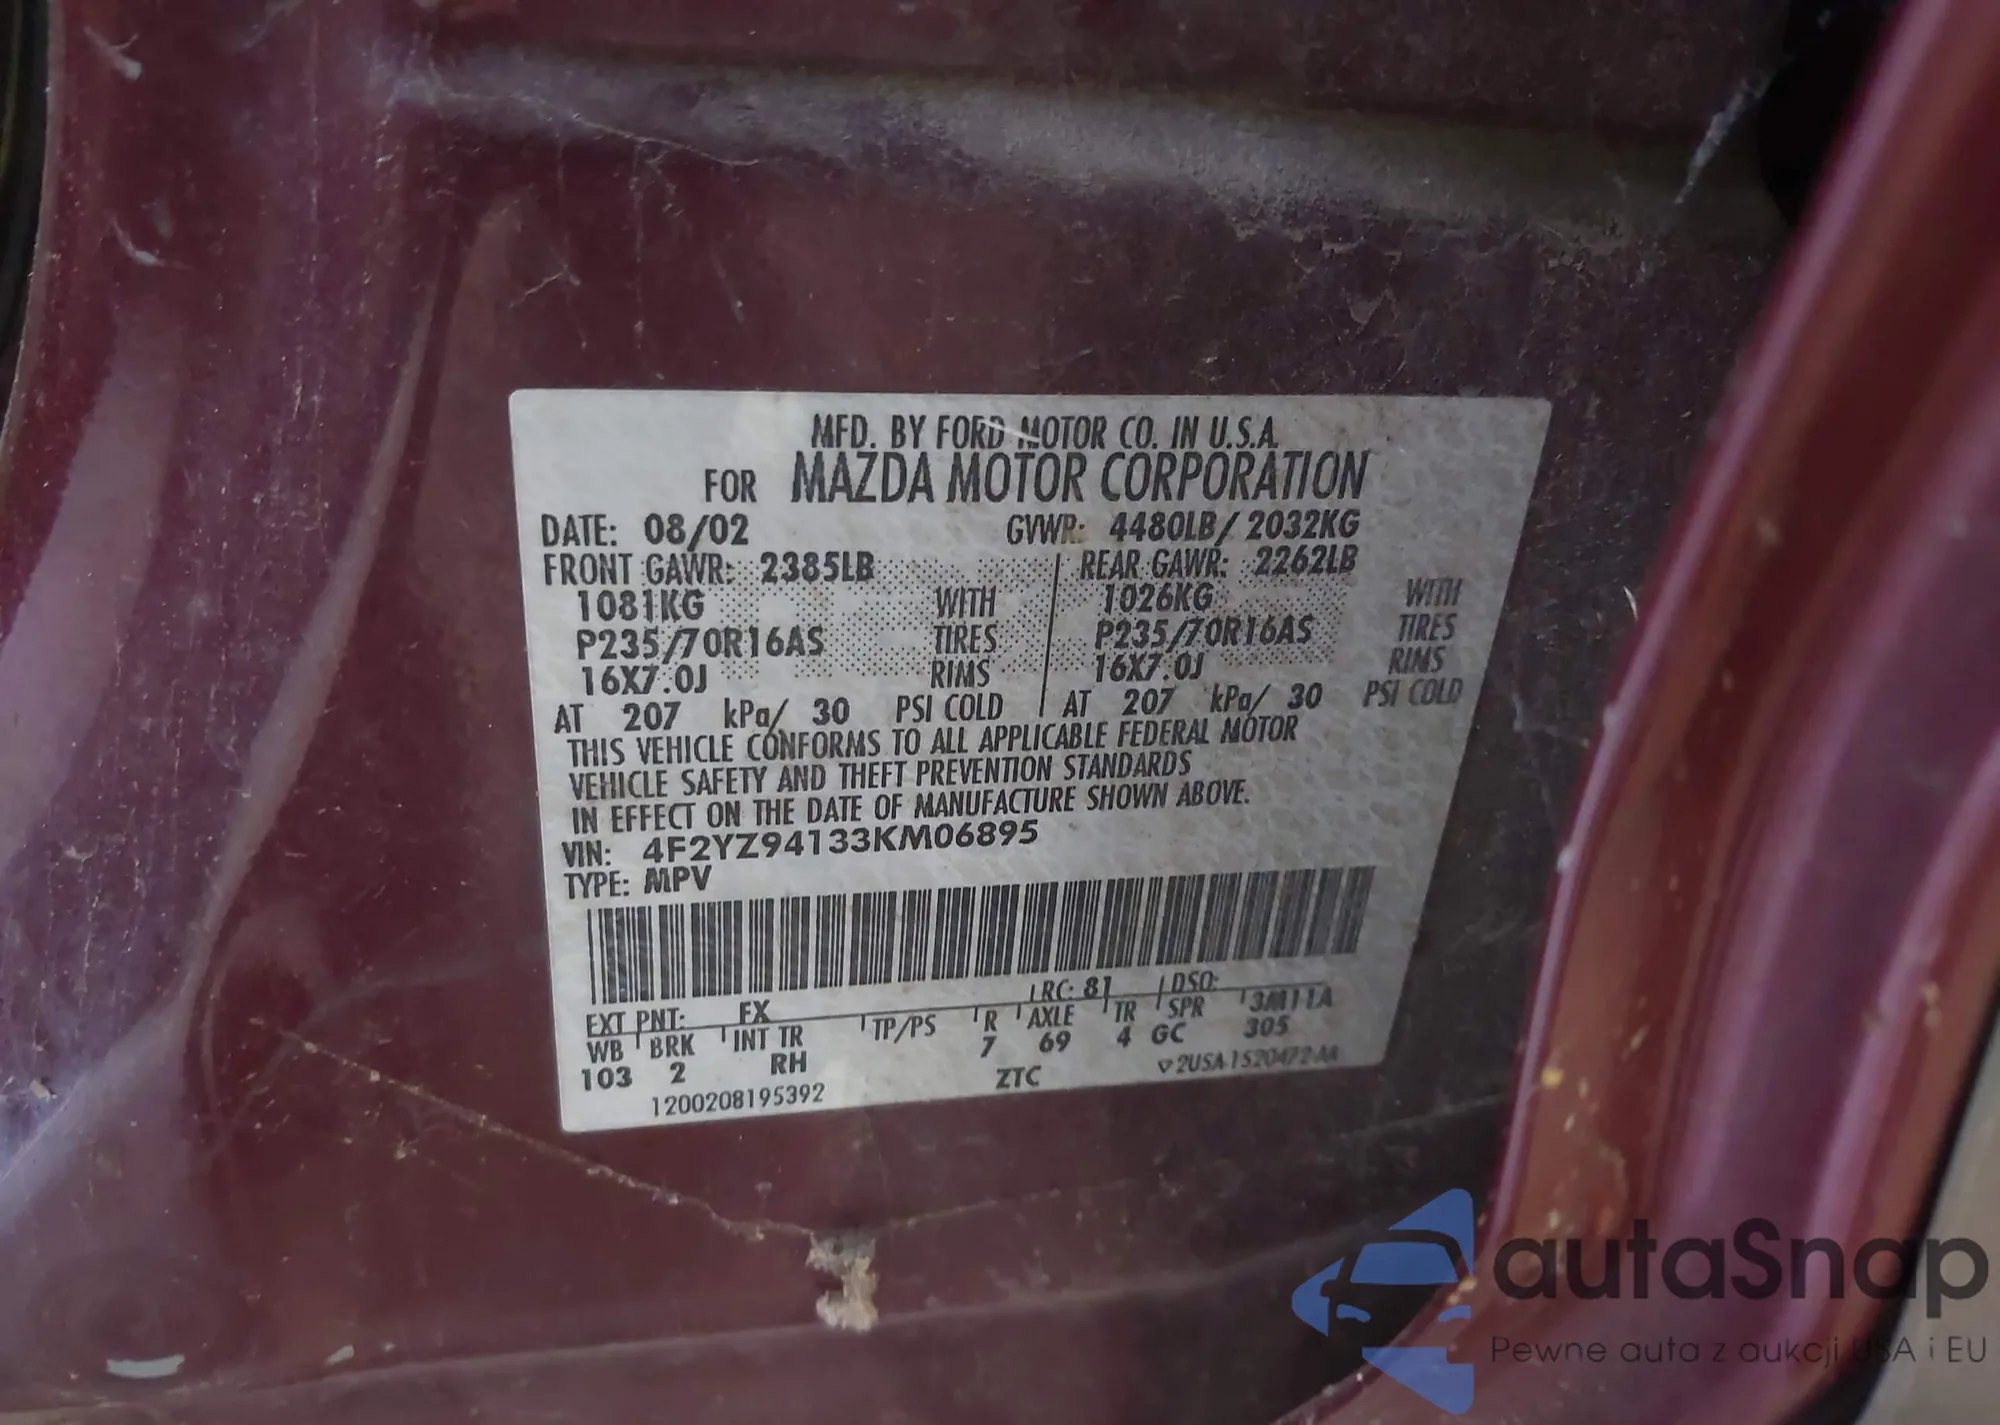 MFD. BY FORD MOTOR CO. IN U.S.A.
FOR MAZDA MOTOR CORPORATION
DATE: 08/02 GVWR: 4480LB/ 2032KG
FRONT GAWR: 2385LB REAR GAWR: 2262LB
1081KG WITH 1026KG WITH
P235/70R16AS TIRES P235/70R16AS TIRES
16X7.0J RIMS 16X7.0J RIMS
AT 207 kPa/ 30 PSI COLD AT 207 kPa/ 30 PSI COLD
THIS VEHICLE CONFORMS TO ALL APPLICABLE FEDERAL MOTOR
VEHICLE SAFETY AND THEFT PREVENTION STANDARDS
IN EFFECT ON THE DATE OF MANUFACTURE SHOWN ABOVE.
VIN: 4F2YZ94133KM06895
TYPE: MPV
EXT PNT: FX RC: 81 DSO:
WB BRK INT TR TP/PS R AXLE TR SPR 3M11A
103 2 RH 7 69 4 GC 305
1200208195392 ZTC 2USA-1520472-AA
autaSnap
Pewne auta z aukcji USA i EU